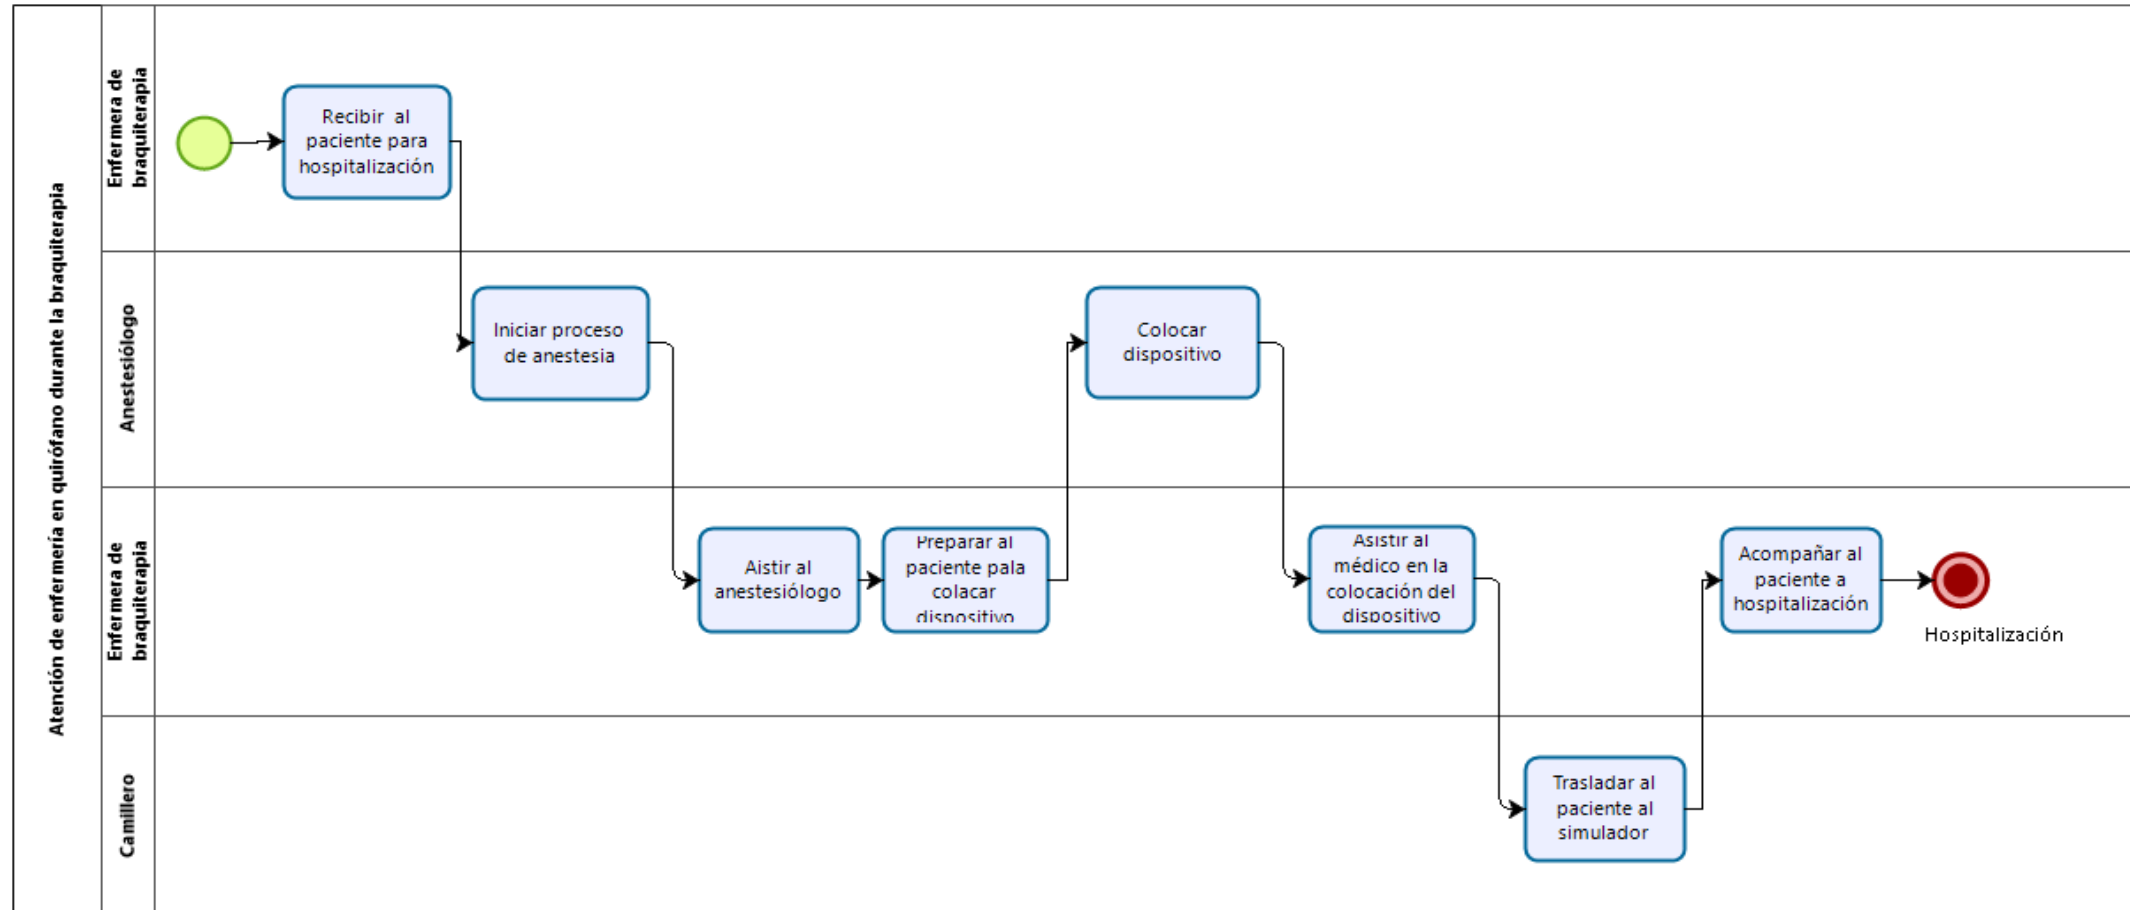 Atención de enfermería en quirófano durante la braquiterapia
Enfermera de
braquiterapia
Recibir al
paciente para
hospitalización
Anestesiólogo
Iniciar proceso
de anestesia
Colocar
dispositivo
Enfermera de
braquiterapia
Aistir al
anestesiólogo
Preparar al
paciente pala
colacar
dispositivo
Asistir al
médico en la
colocación del
dispositivo
Acompañar al
paciente a
hospitalización
Hospitalización
Camillero
Trasladar al
paciente al
simulador